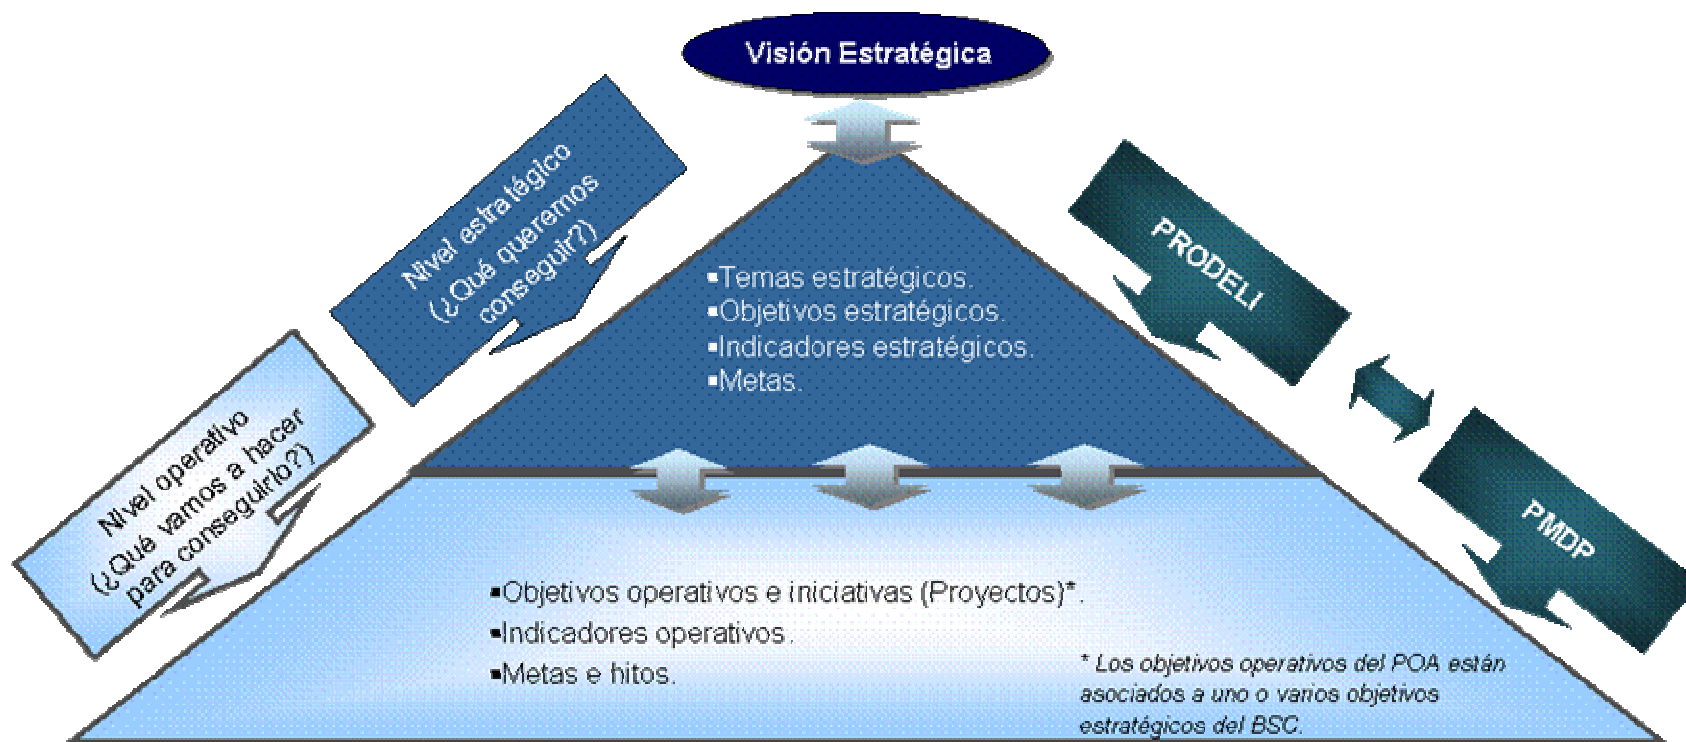 Visión Estratégica
Nivel estratégico
(¿Qué queremos
conseguir?)
PRODELI
▪Temas estratégicos.
▪Objetivos estratégicos.
▪Indicadores estratégicos.
▪Metas.
Nivel operativo
(¿Qué vamos a hacer
para conseguirlo?)
PMDP
▪Objetivos operativos e iniciativas (Proyectos)*.
▪Indicadores operativos.
▪Metas e hitos.
* Los objetivos operativos del POA están
asociados a uno o varios objetivos
estratégicos del BSC.